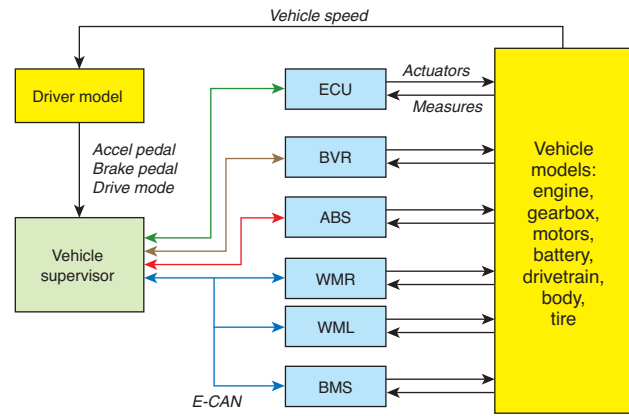 Vehicle speed
Driver model
ECU
Actuators
Measures
Accel pedal
Brake pedal
Drive mode
BVR
Vehicle
models:
engine,
gearbox,
motors,
battery,
drivetrain,
body,
tire
ABS
Vehicle
supervisor
WMR
WML
BMS
E-CAN